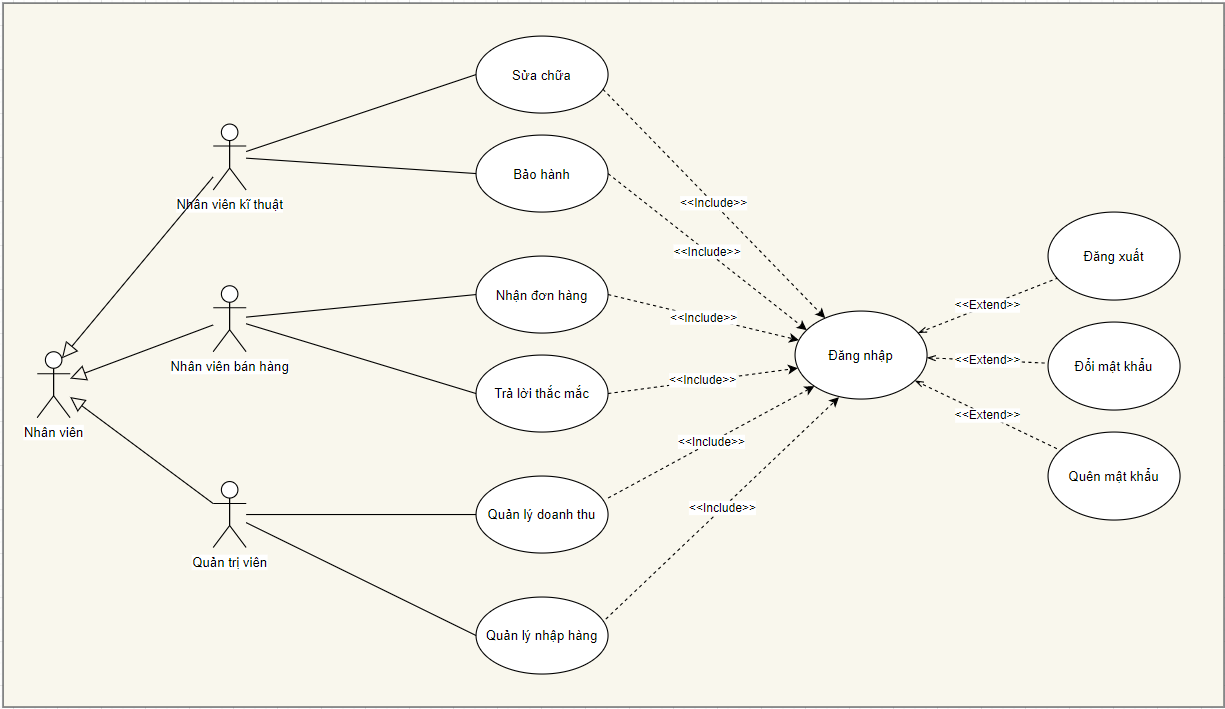 Sửa chữa
Nhân viên kĩ thuật
Bảo hành
<<Include>>
<<Include>>
Đăng xuất
Nhận đơn hàng
<<Extend>>
<<Include>>
Nhân viên bán hàng
Đăng nhập
<<Extend>>
Đổi mật khẩu
<<Include>>
Trả lời thắc mắc
<<Extend>>
Nhân viên
<<Include>>
Quên mật khẩu
<<Include>>
Quản lý doanh thu
Quản trị viên
Quản lý nhập hàng